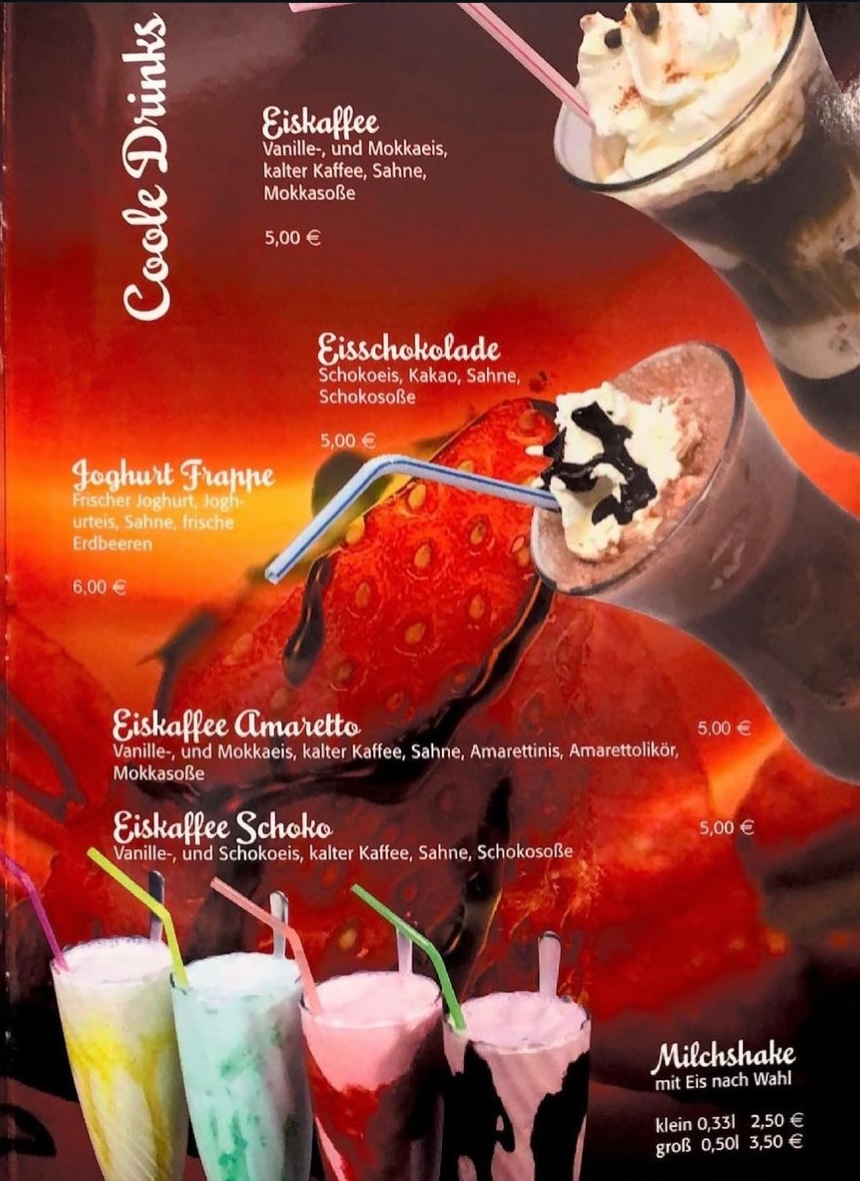 Coole Drinks
Eiskaffee
Vanille-, und Mokkaeis,
kalter Kaffee, Sahne,
Mokkasoße
5,00 €
Eisschokolade
Schokoeis, Kakao, Sahne,
Schokosoße
5,00 €
Joghurt Frappe
Frischer Joghurt, Jogh-
urteis, Sahne, frische
Erdbeeren
6,00 €
Eiskaffee Amaretto 5,00 €
Vanille-, und Mokkaeis, kalter Kaffee, Sahne, Amarettinis, Amarettolikör,
Mokkasoße
Eiskaffee Schoko 5,00 €
Vanille-, und Schokoeis, kalter Kaffee, Sahne, Schokosoße
Milchshake
mit Eis nach Wahl
klein 0,33l 2,50 €
groß 0,50l 3,50 €